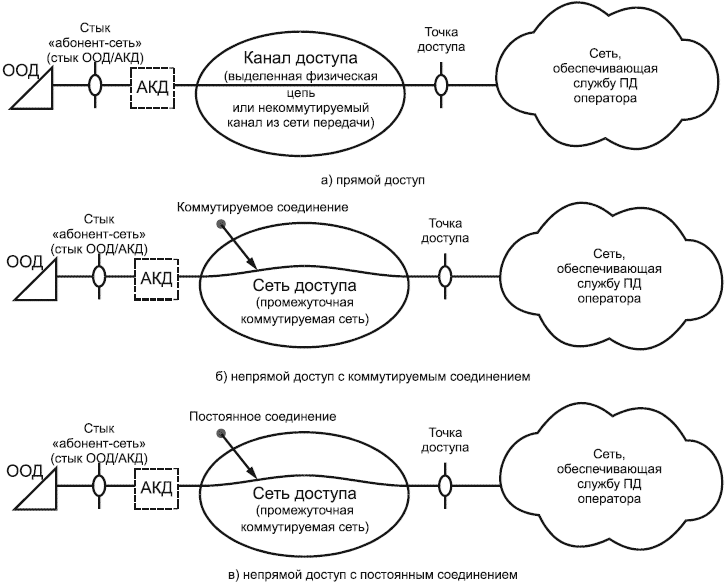 Стык
«абонент-сеть»
(стык ООД/АКД)
ООД
АКД
Канал доступа
(выделенная физическая
цепь
или некоммутируемый
канал из сети передачи)
Точка
доступа
Сеть,
обеспечивающая
службу ПД
оператора
а) прямой доступ
Стык
«абонент-сеть»
(стык ООД/АКД)
ООД
АКД
Коммутируемое соединение
Сеть доступа
(промежуточная
коммутируемая сеть)
Точка
доступа
Сеть,
обеспечивающая
службу ПД
оператора
б) непрямой доступ с коммутируемым соединением
Стык
«абонент-сеть»
(стык ООД/АКД)
ООД
АКД
Постоянное соединение
Сеть доступа
(промежуточная
коммутируемая сеть)
Точка
доступа
Сеть,
обеспечивающая
службу ПД
оператора
в) непрямой доступ с постоянным соединением